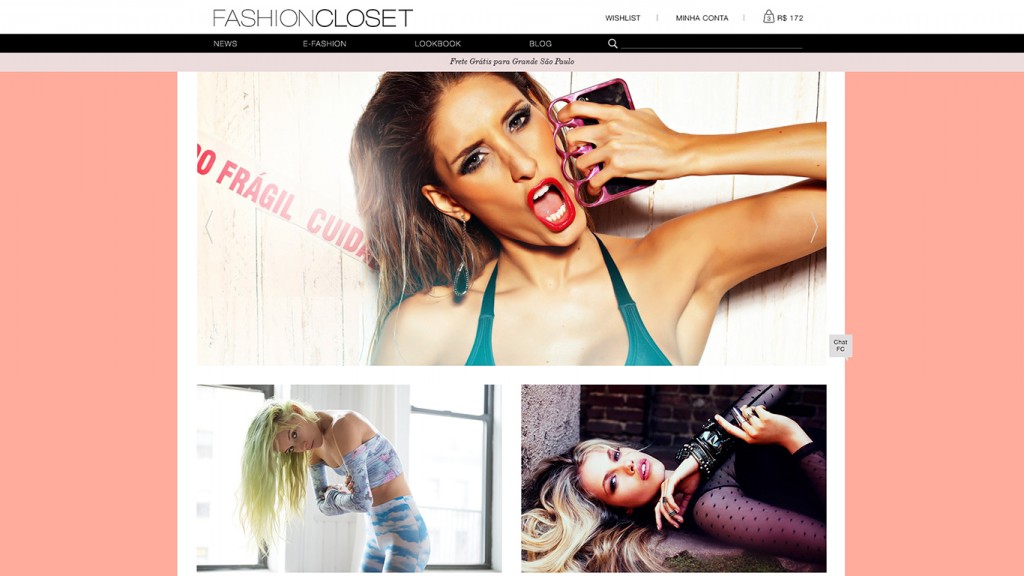 FASHIONCLOSET
WISHLIST | MINHA CONTA | 3 R$ 172
NEWS E-FASHION LOOKBOOK BLOG
Frete Grátis para Grande São Paulo
DO FRÁGIL CUIDA
Chat
FC